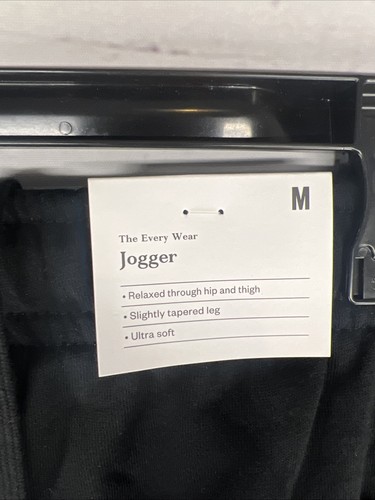 M
The Every Wear
Jogger
• Relaxed through hip and thigh
• Slightly tapered leg
• Ultra soft